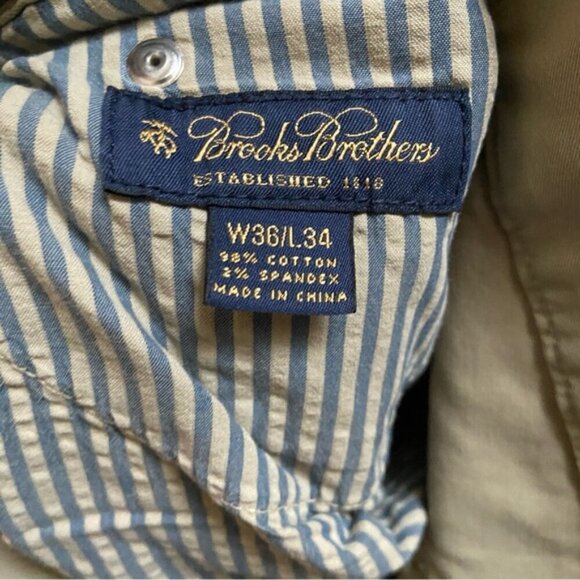 Brooks Brothers
ESTABLISHED 1818
W36/L34
98% COTTON
2% SPANDEX
MADE IN CHINA